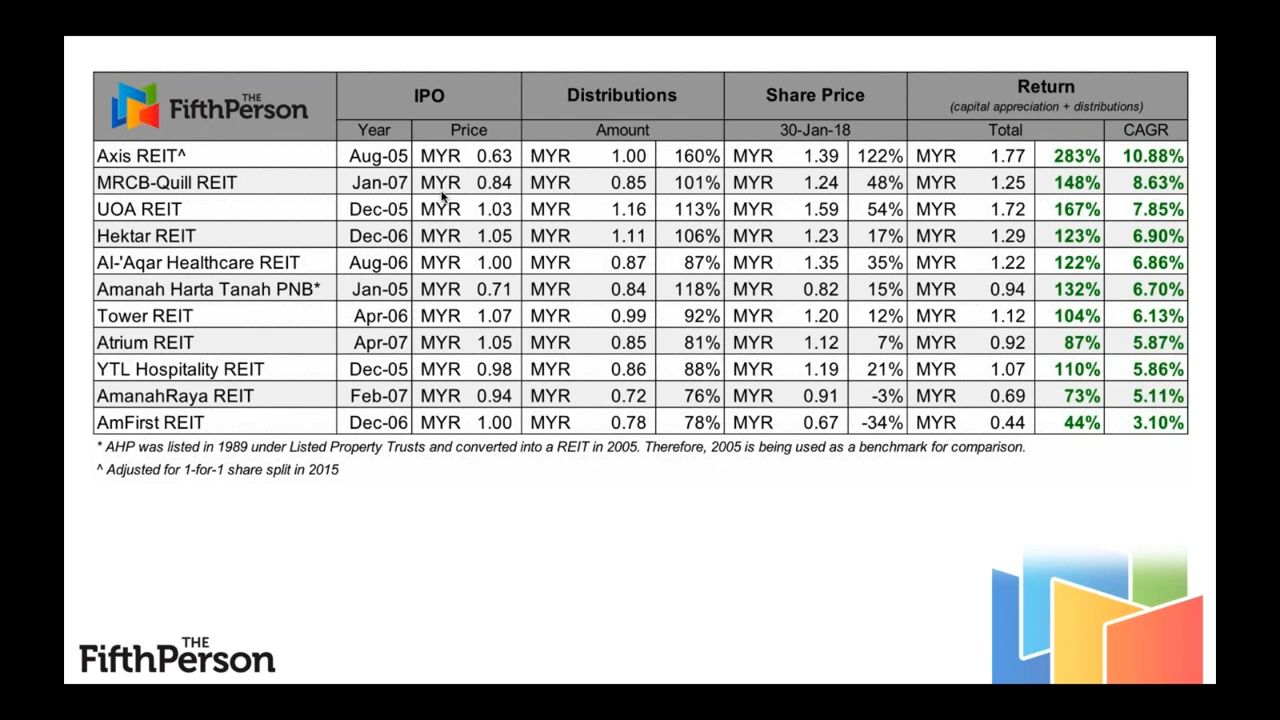 THE
FifthPerson
IPO Distributions Share Price Return
(capital appreciation + distributions)
Year Price Amount 30-Jan-18 Total CAGR
Axis REIT^ Aug-05 MYR 0.63 MYR 1.00 160% MYR 1.39 122% MYR 1.77 283% 10.88%
MRCB-Quill REIT Jan-07 MYR 0.84 MYR 0.85 101% MYR 1.24 48% MYR 1.25 148% 8.63%
UOA REIT Dec-05 MYR 1.03 MYR 1.16 113% MYR 1.59 54% MYR 1.72 167% 7.85%
Hektar REIT Dec-06 MYR 1.05 MYR 1.11 106% MYR 1.23 17% MYR 1.29 123% 6.90%
Al-'Aqar Healthcare REIT Aug-06 MYR 1.00 MYR 0.87 87% MYR 1.35 35% MYR 1.22 122% 6.86%
Amanah Harta Tanah PNB* Jan-05 MYR 0.71 MYR 0.84 118% MYR 0.82 15% MYR 0.94 132% 6.70%
Tower REIT Apr-06 MYR 1.07 MYR 0.99 92% MYR 1.20 12% MYR 1.12 104% 6.13%
Atrium REIT Apr-07 MYR 1.05 MYR 0.85 81% MYR 1.12 7% MYR 0.92 87% 5.87%
YTL Hospitality REIT Dec-05 MYR 0.98 MYR 0.86 88% MYR 1.19 21% MYR 1.07 110% 5.86%
AmanahRaya REIT Feb-07 MYR 0.94 MYR 0.72 76% MYR 0.91 -3% MYR 0.69 73% 5.11%
AmFirst REIT Dec-06 MYR 1.00 MYR 0.78 78% MYR 0.67 -34% MYR 0.44 44% 3.10%
* AHP was listed in 1989 under Listed Property Trusts and converted into a REIT in 2005. Therefore, 2005 is being used as a benchmark for comparison.
^ Adjusted for 1-for-1 share split in 2015
THE
FifthPerson